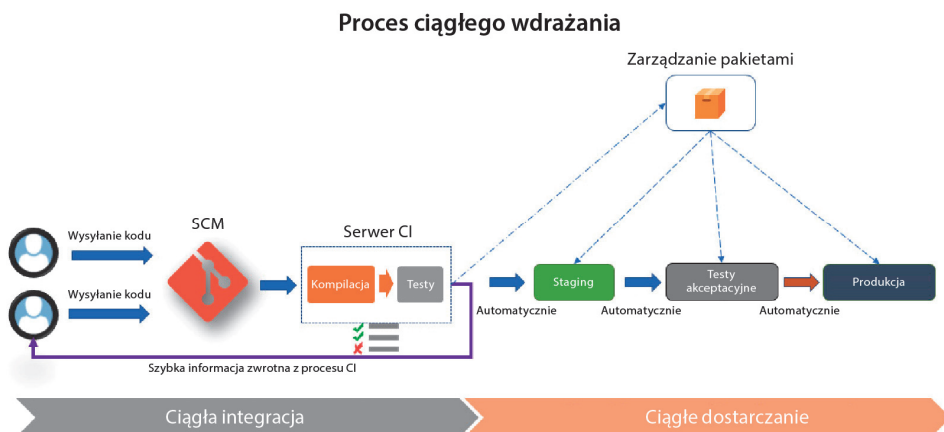 Proces ciągłego wdrażania
Zarządzanie pakietami
SCM
Serwer CI
Wysyłanie kodu
Wysyłanie kodu
Kompilacja
Testy
Staging
Testy
akceptacyjne
Produkcja
Automatycznie
Automatycznie
Automatycznie
Szybka informacja zwrotna z procesu CI
Ciągła integracja
Ciągłe dostarczanie